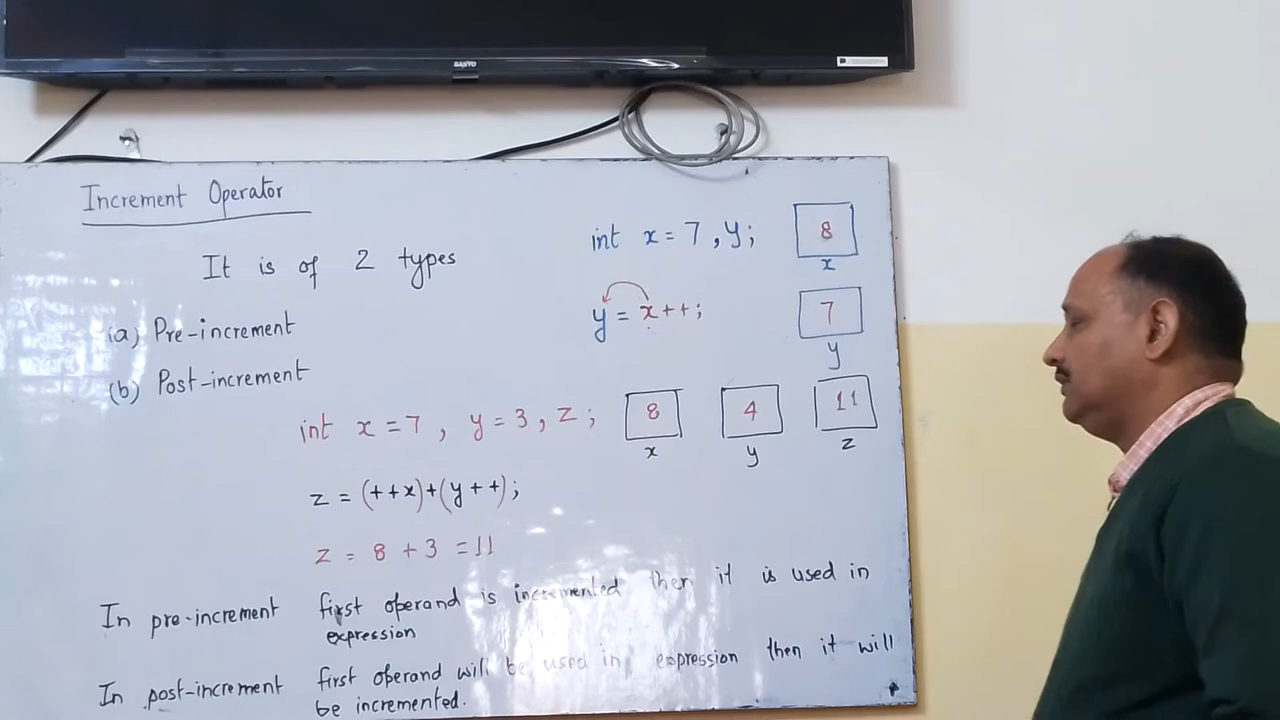 SANYO
Increment Operator
It is of 2 types
(a) Pre-increment
(b) Post-increment
int x = 7 , y;
8
x
y = x++;
7
y
int x = 7 , y = 3 , z ;
8
x
4
y
11
z
z = (++x)+(y++);
z = 8 + 3 = 11
In pre-increment first operand is incremented then it is used in
expression
In post-increment first operand will be used in expression then it will
be incremented.